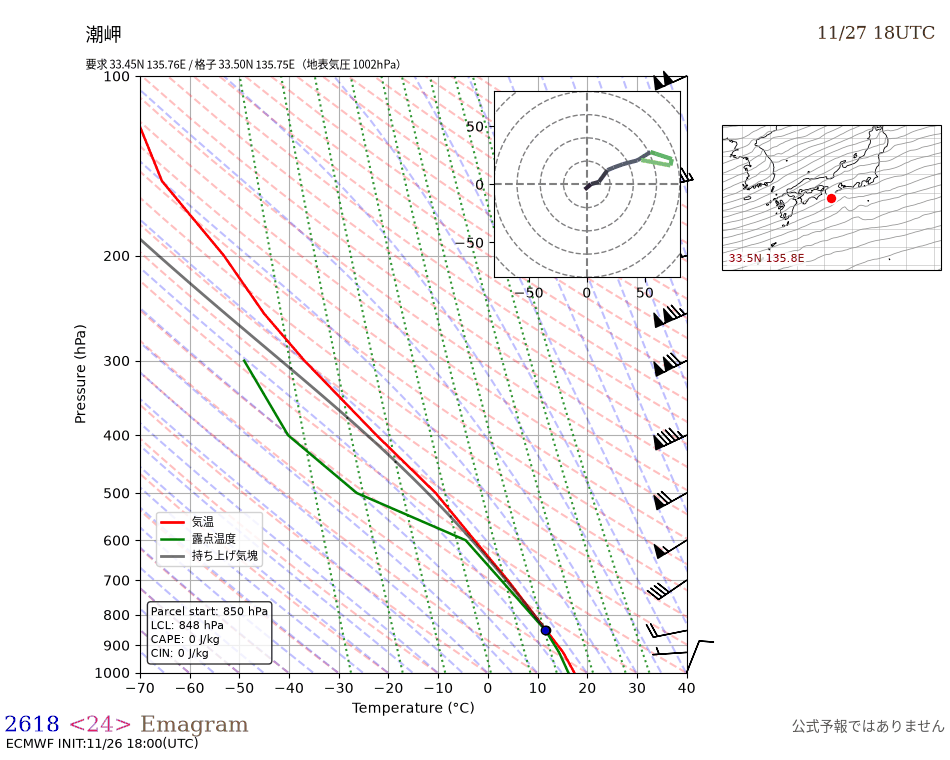 潮岬
11/27 18UTC
要求 33.45N 135.76E / 格子 33.50N 135.75E（地表気圧 1002hPa）
100
200
300
400
500
600
700
800
900
1000
Pressure (hPa)
−70 −60 −50 −40 −30 −20 −10 0 10 20 30 40
Temperature (°C)
50
0
−50
−50 0 50
33.5N 135.8E
気温
露点温度
持ち上げ気塊
Parcel start: 850 hPa
LCL: 848 hPa
CAPE: 0 J/kg
CIN: 0 J/kg
2618 <24> Emagram
公式予報ではありません
ECMWF INIT:11/26 18:00(UTC)